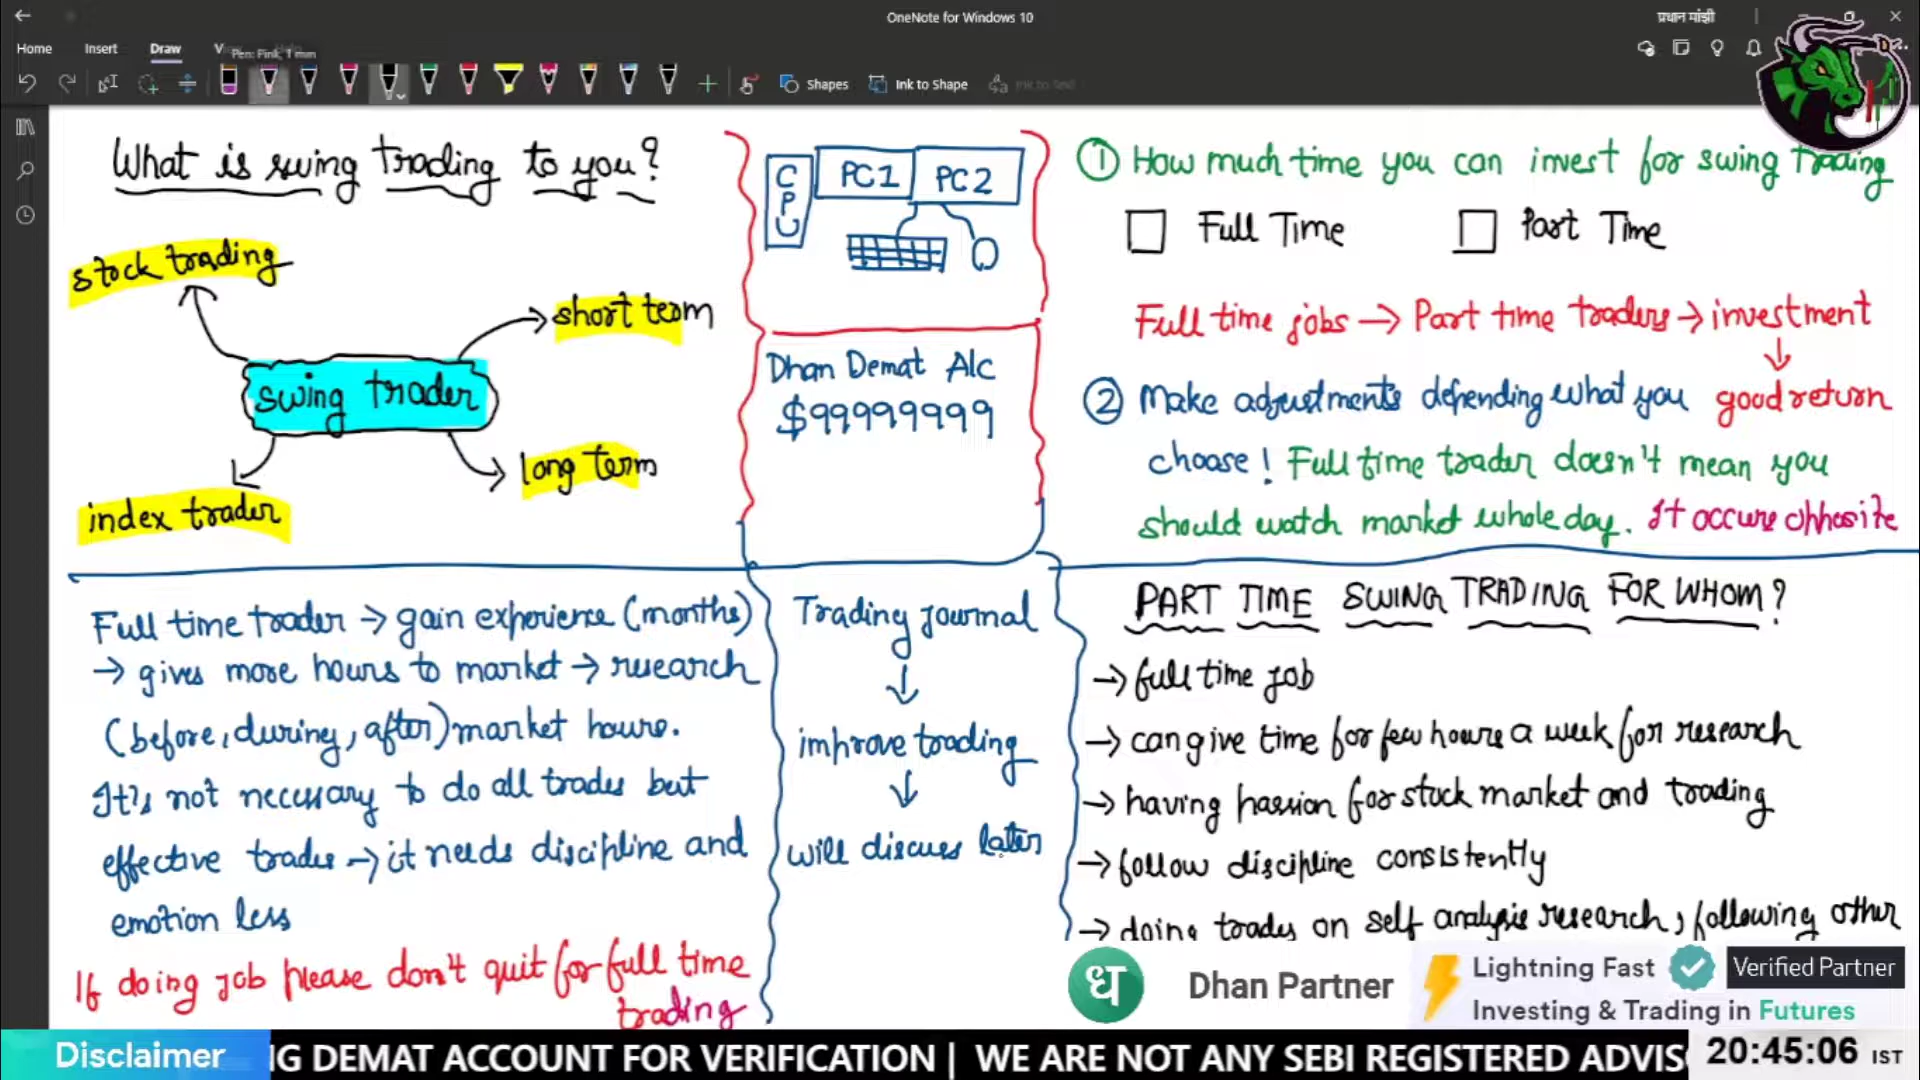 OneNote for Windows 10
प्रधान मांझी
Home Insert Draw
Pen: Pink, 1 mm
Shapes Ink to Shape
What is swing trading to you?
stock trading
short term
swing trader
long term
index trader
CPU PC1 PC2
Dhan Demat A/c
$99999999
① How much time you can invest for swing trading
Full Time Part Time
Full time jobs → Part time traders → investment
↓
② Make adjustments depending what you good return
choose! Full time trader doesn't mean you
should watch market whole day. It occurs opposite
Full time trader → gain experience (months)
→ gives more hours to market → research
(before, during, after) market hours.
It's not necessary to do all trades but
effective trades → it needs discipline and
emotion less
If doing job please don't quit for full time
trading
Trading journal
↓
improve trading
↓
will discuss later
PART TIME SWING TRADING FOR WHOM?
→ full time job
→ can give time for few hours a week for research
→ having passion for stock market and trading
→ follow discipline consistently
→ doing trades on self analysis research, following other
ध Dhan Partner
Lightning Fast Verified Partner
Investing & Trading in Futures
Disclaimer
NG DEMAT ACCOUNT FOR VERIFICATION | WE ARE NOT ANY SEBI REGISTERED ADVIS
20:45:06 IST